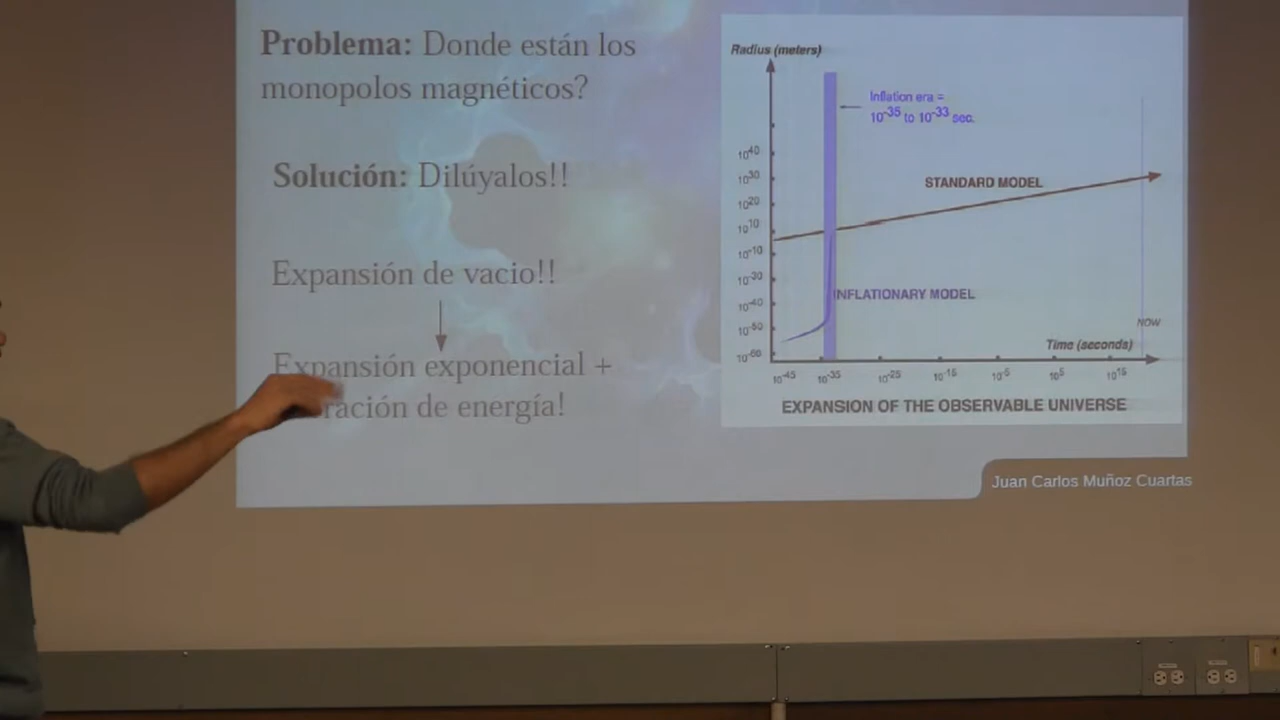 Problema: Donde están los
monopolos magnéticos?
Solución: Dilúyalos!!
Expansión de vacio!!
Expansión exponencial +
ración de energía!
Radius (meters)
Inflation era =
10⁻³⁵ to 10⁻³³ sec.
10⁴⁰
10³⁰
STANDARD MODEL
10²⁰
10¹⁰
10⁻¹⁰
10⁻³⁰
INFLATIONARY MODEL
10⁻⁴⁰
10⁻⁵⁰
NOW
10⁻⁶⁰
Time (seconds)
10⁻⁴⁵ 10⁻³⁵ 10⁻²⁵ 10⁻¹⁵ 10⁻⁵ 10⁵ 10¹⁵
EXPANSION OF THE OBSERVABLE UNIVERSE
Juan Carlos Muñoz Cuartas